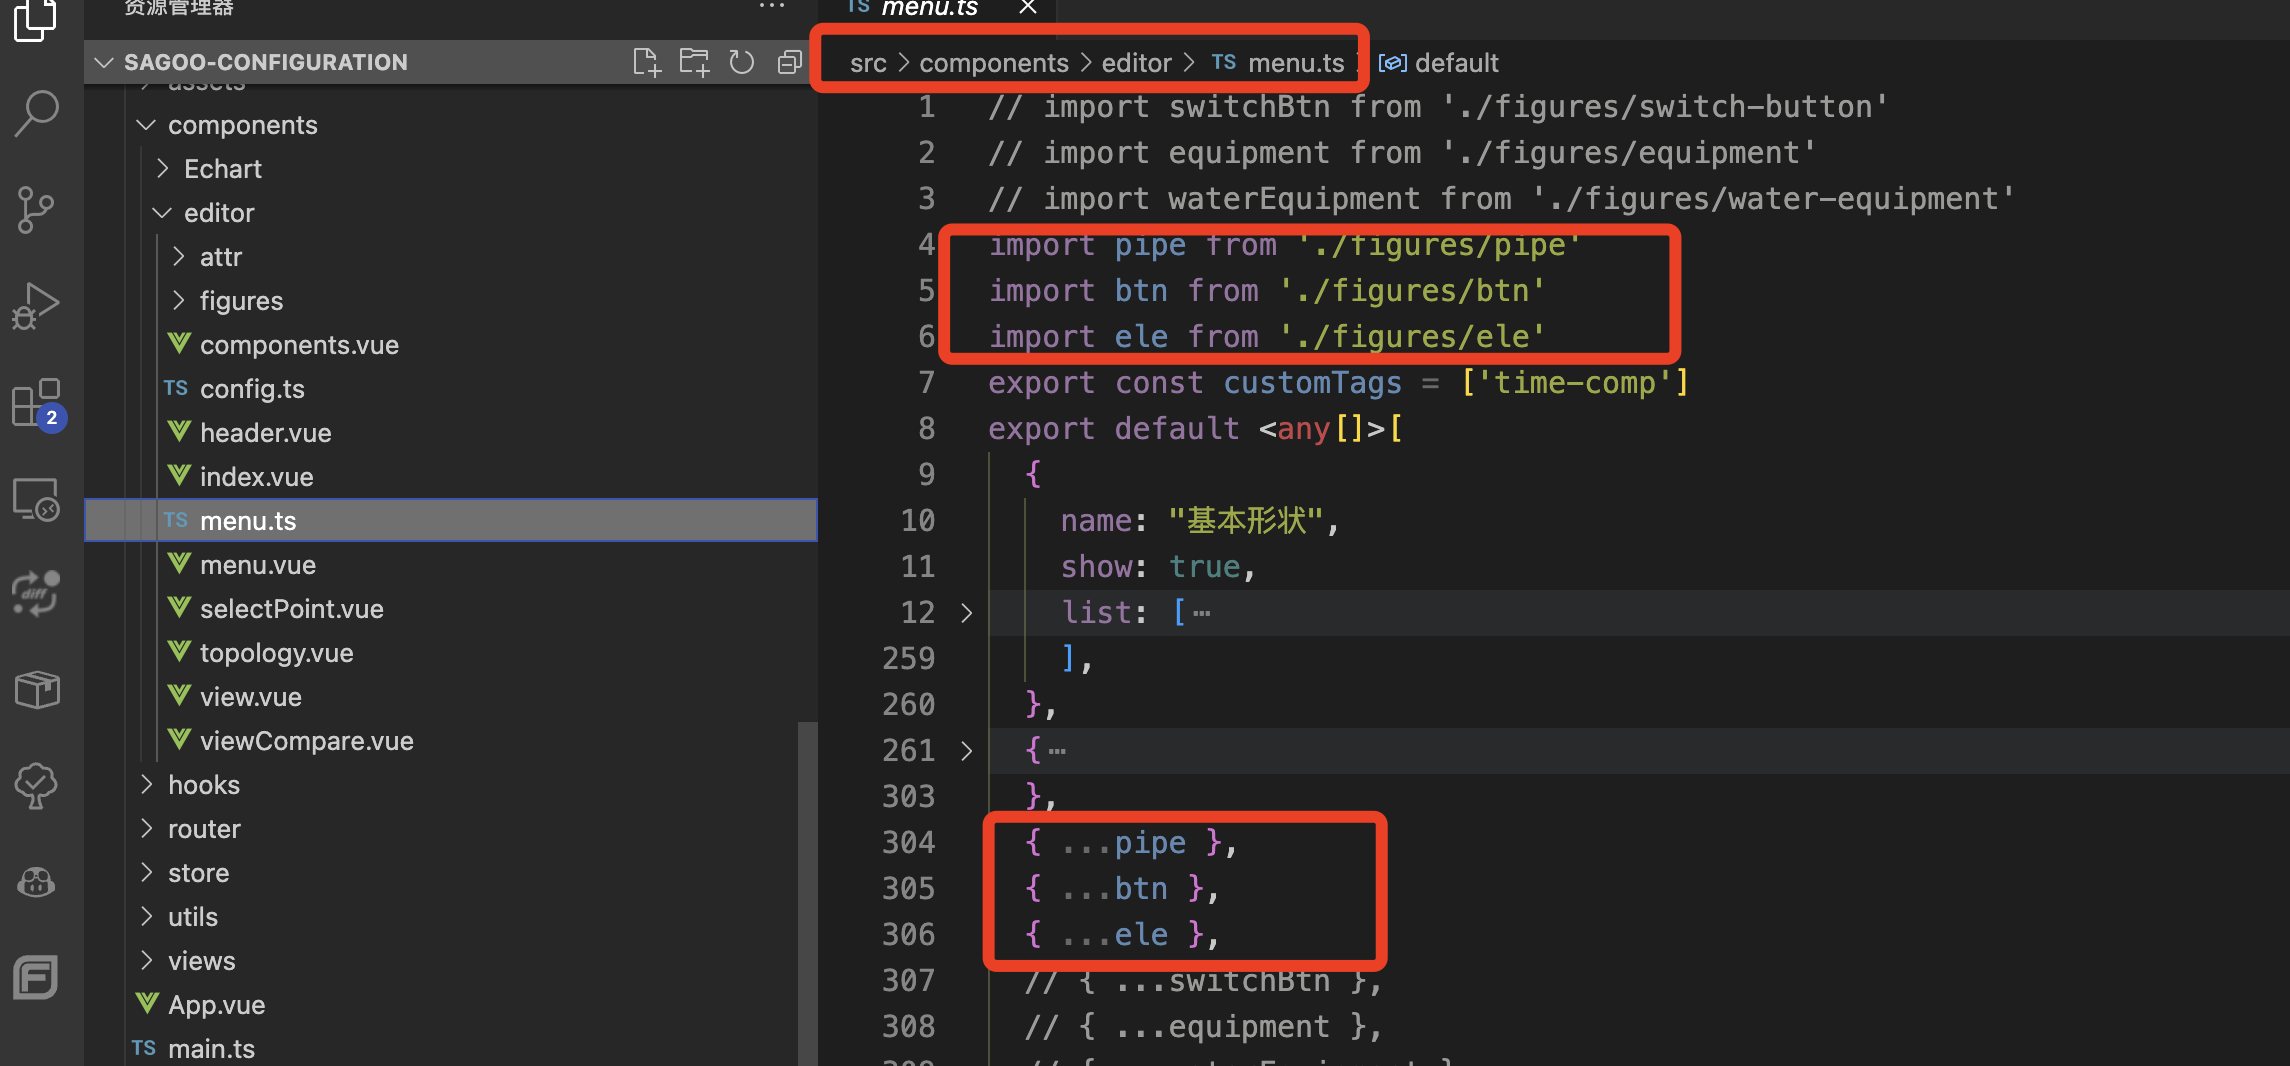 资源管理器
SAGOO-CONFIGURATION
assets
components
Echart
editor
attr
figures
components.vue
TS config.ts
header.vue
index.vue
TS menu.ts
menu.vue
selectPoint.vue
topology.vue
view.vue
viewCompare.vue
hooks
router
store
utils
views
App.vue
TS main.ts
2
diff
TS menu.ts
src > components > editor > TS menu.ts > default
1 // import switchBtn from './figures/switch-button'
2 // import equipment from './figures/equipment'
3 // import waterEquipment from './figures/water-equipment'
4 import pipe from './figures/pipe'
5 import btn from './figures/btn'
6 import ele from './figures/ele'
7 export const customTags = ['time-comp']
8 export default <any[]>[
9 {
10 name: "基本形状",
11 show: true,
12 list: [ …
259 ],
260 },
261 { …
303 },
304 { ...pipe },
305 { ...btn },
306 { ...ele },
307 // { ...switchBtn },
308 // { ...equipment },